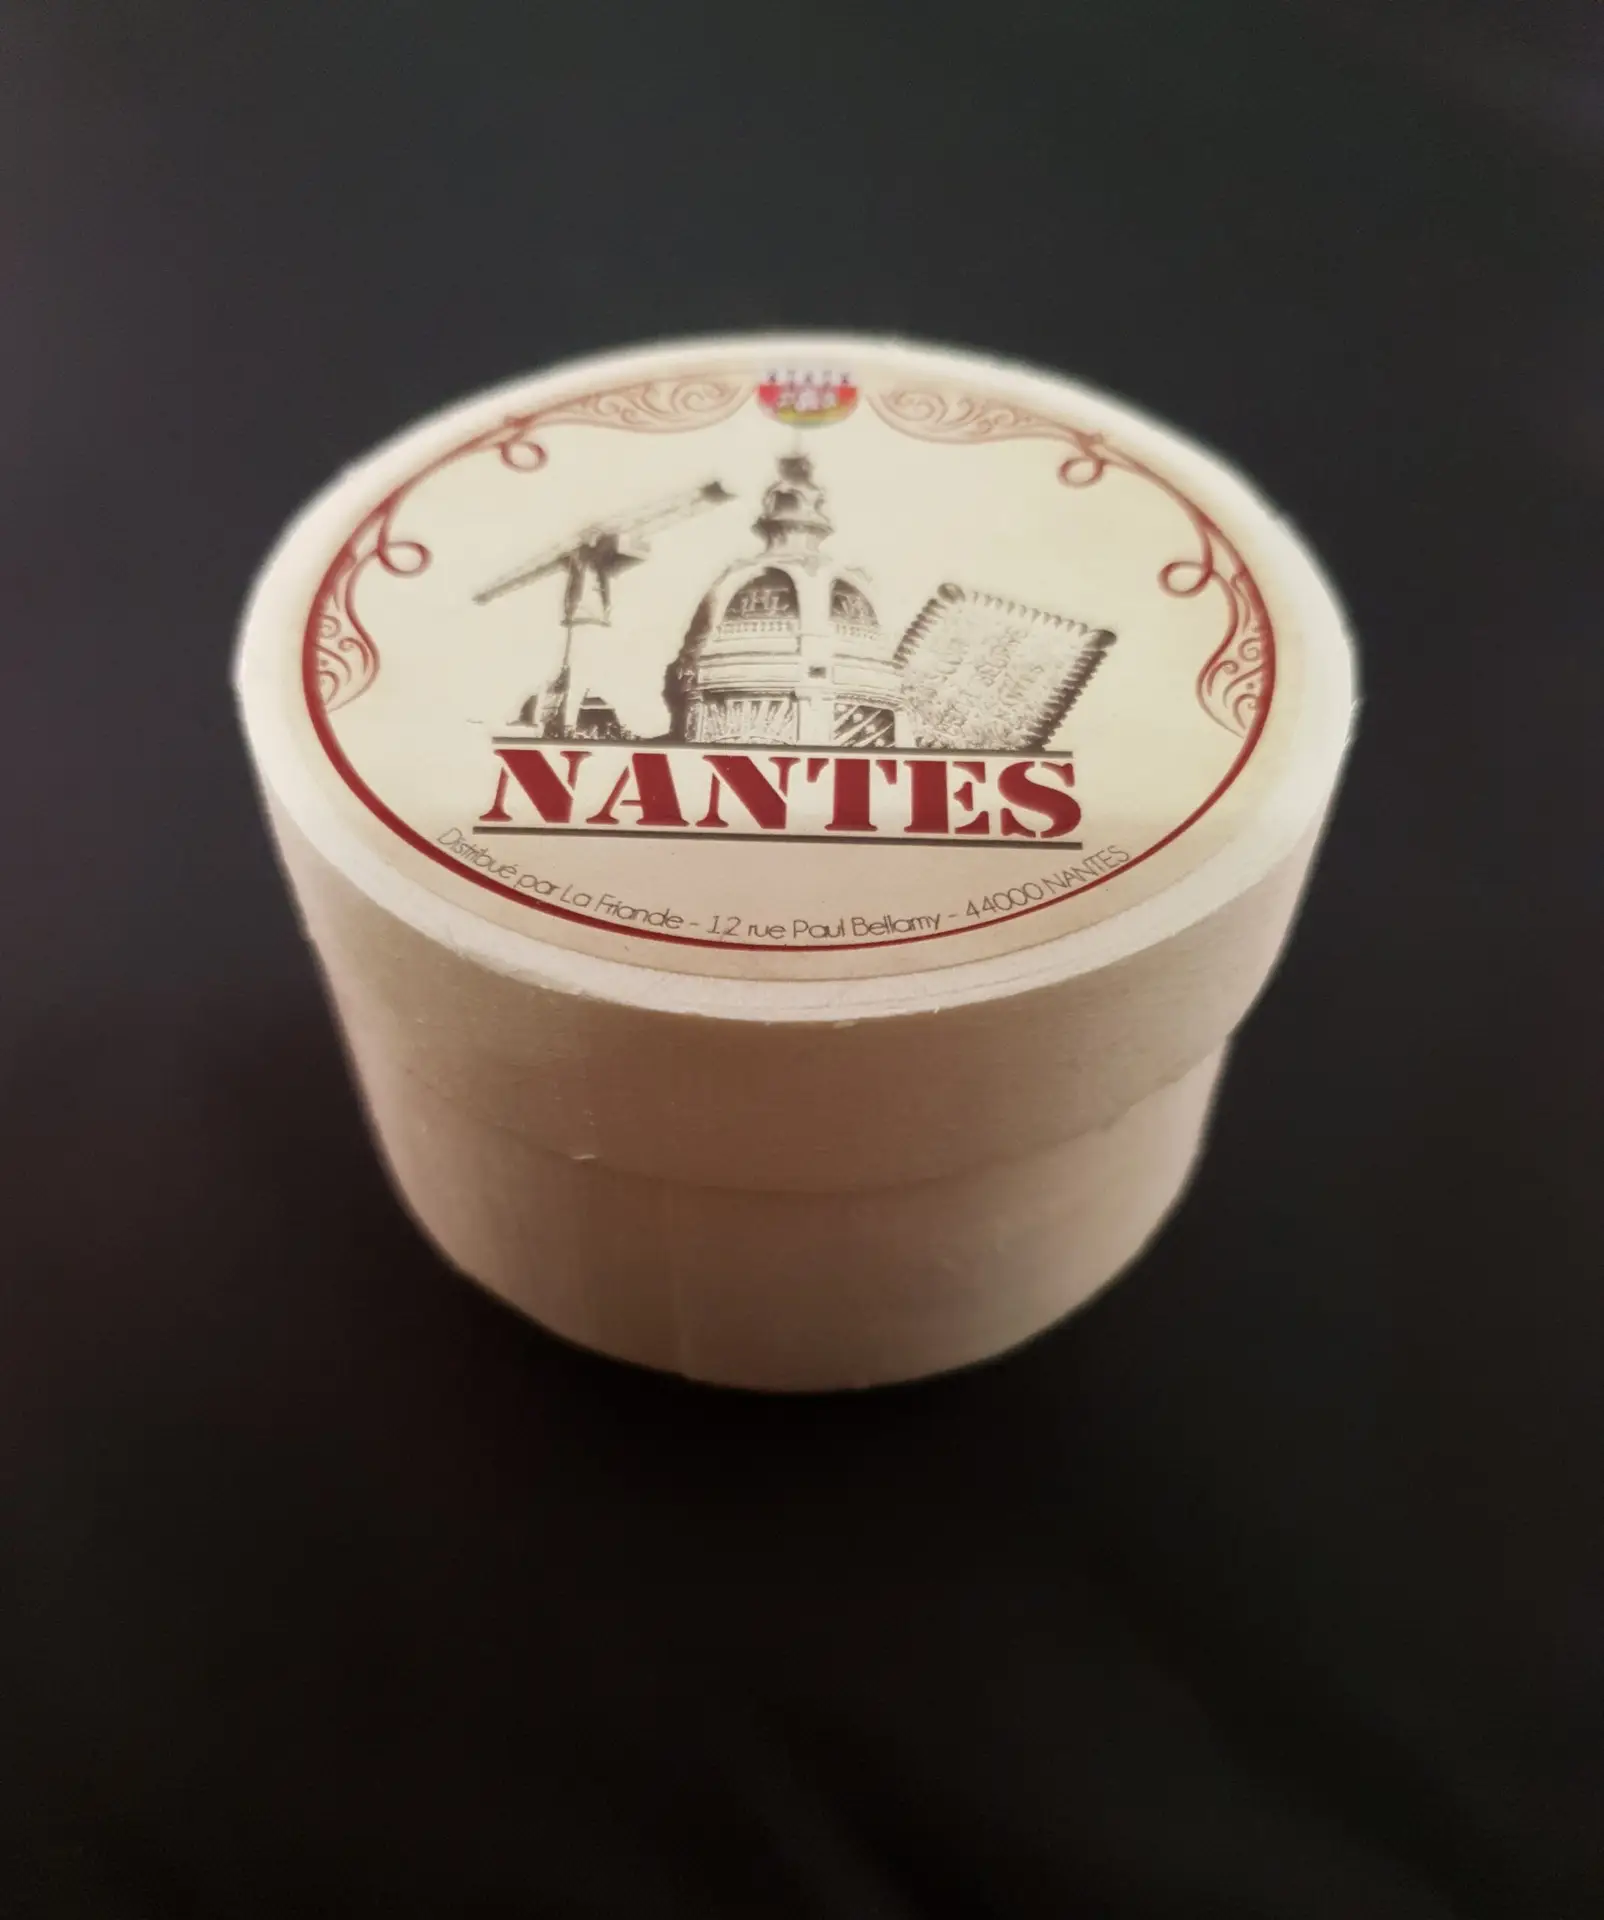 NANTES
Distribué par La Friande - 12 rue Paul Bellamy - 44000 NANTES